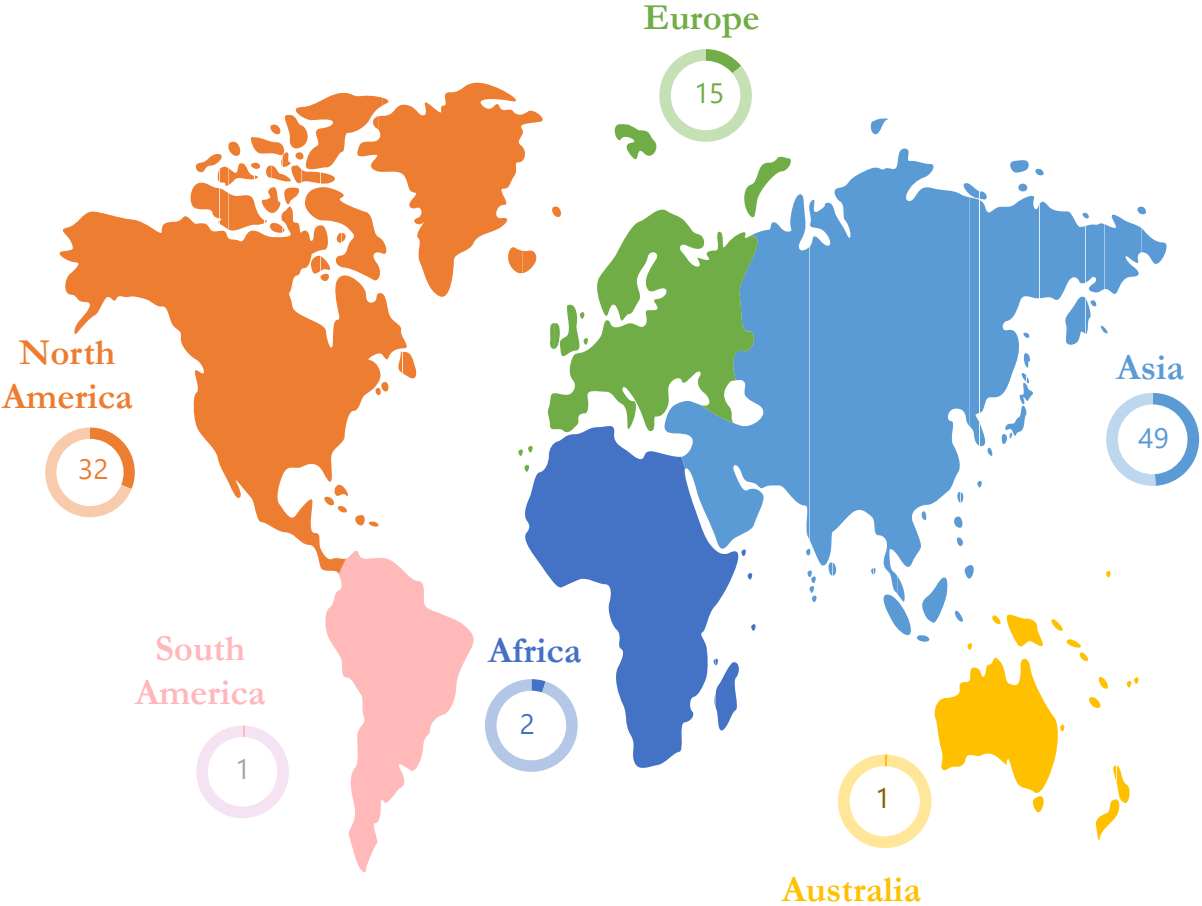 Europe
15
North
America
32
Asia
49
South
America
1
Africa
2
1
Australia